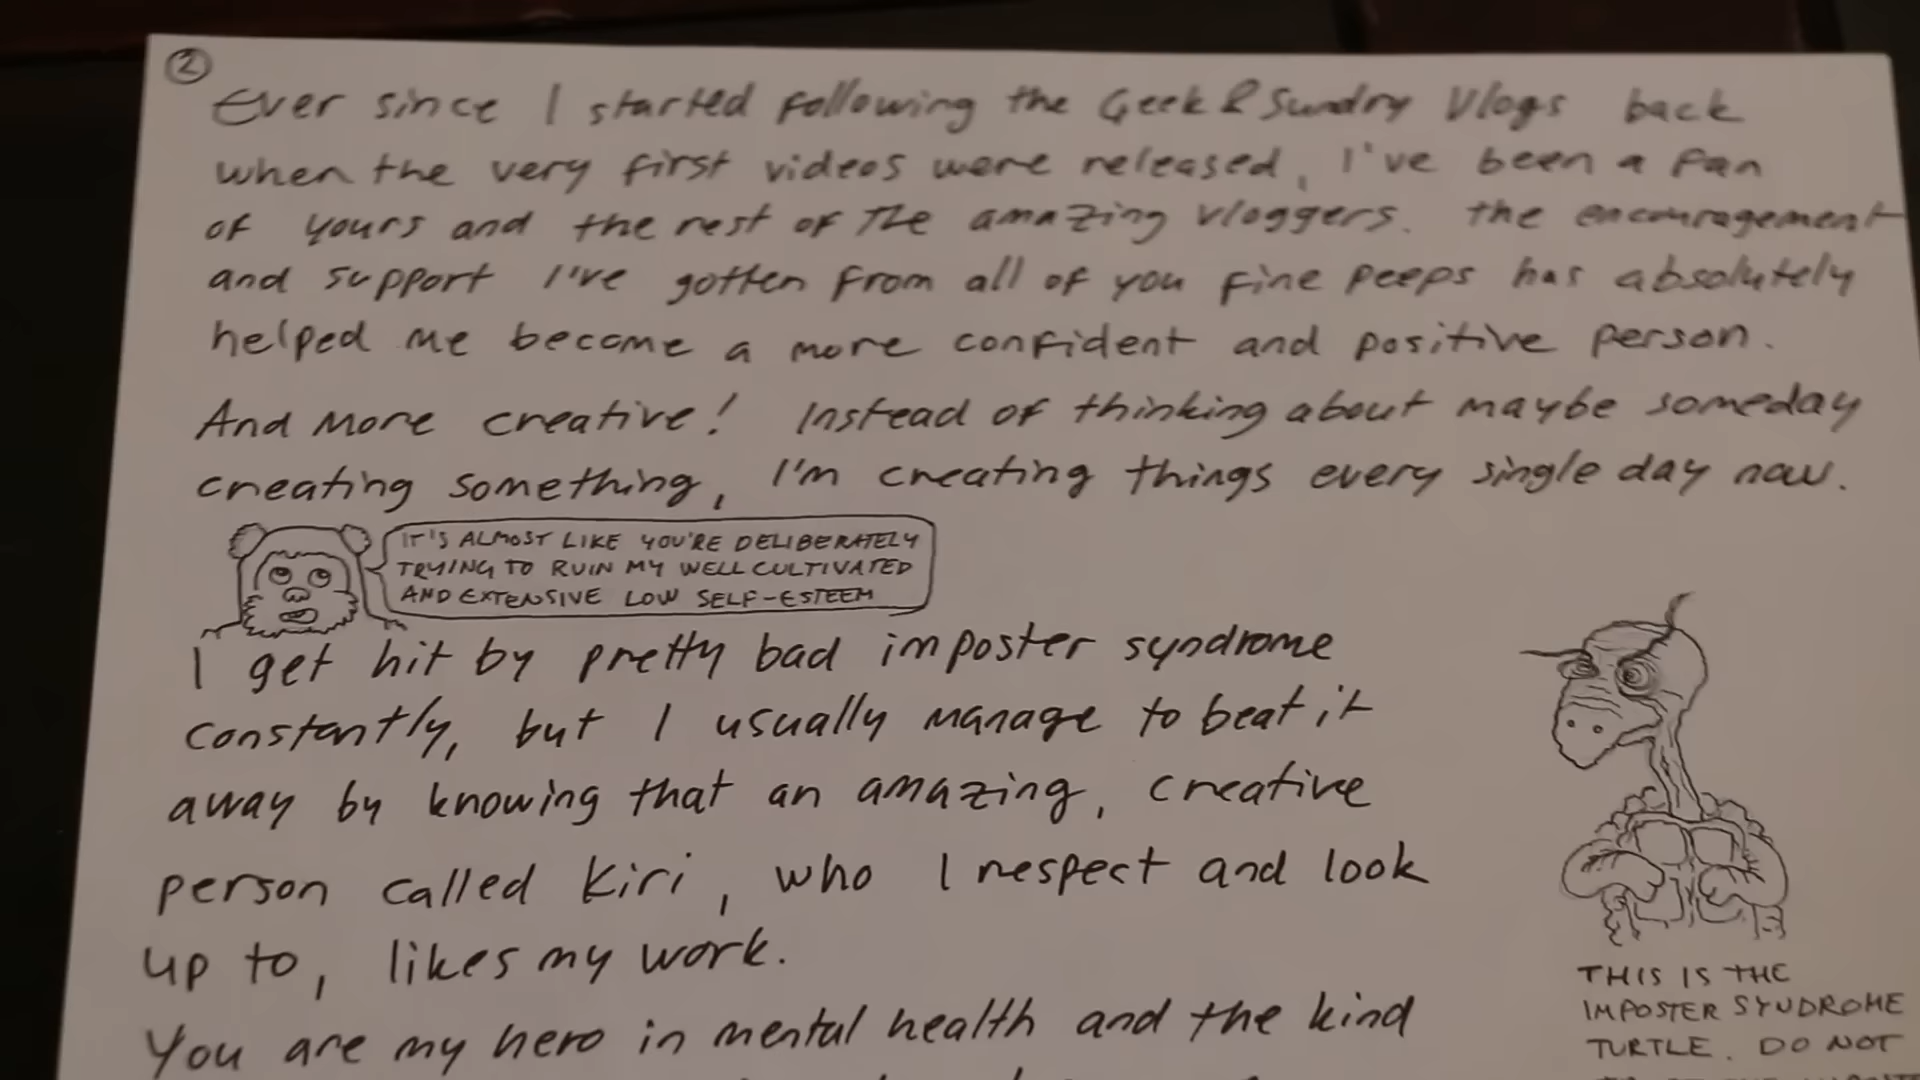 2
Ever since I started following the Geek & Sundry Vlogs back
when the very first videos were released, I've been a fan
of yours and the rest of the amazing vloggers. The encouragement
and support I've gotten from all of you fine peeps has absolutely
helped me become a more confident and positive person.
And more creative! Instead of thinking about maybe someday
creating something, I'm creating things every single day now.
IT'S ALMOST LIKE YOU'RE DELIBERATELY
TRYING TO RUIN MY WELL CULTIVATED
AND EXTENSIVE LOW SELF-ESTEEM
I get hit by pretty bad imposter syndrome
constantly, but I usually manage to beat it
away by knowing that an amazing, creative
person called Kiri, who I respect and look
up to, likes my work.
You are my hero in mental health and the kind
THIS IS THE
IMPOSTER SYNDROME
TURTLE. DO NOT